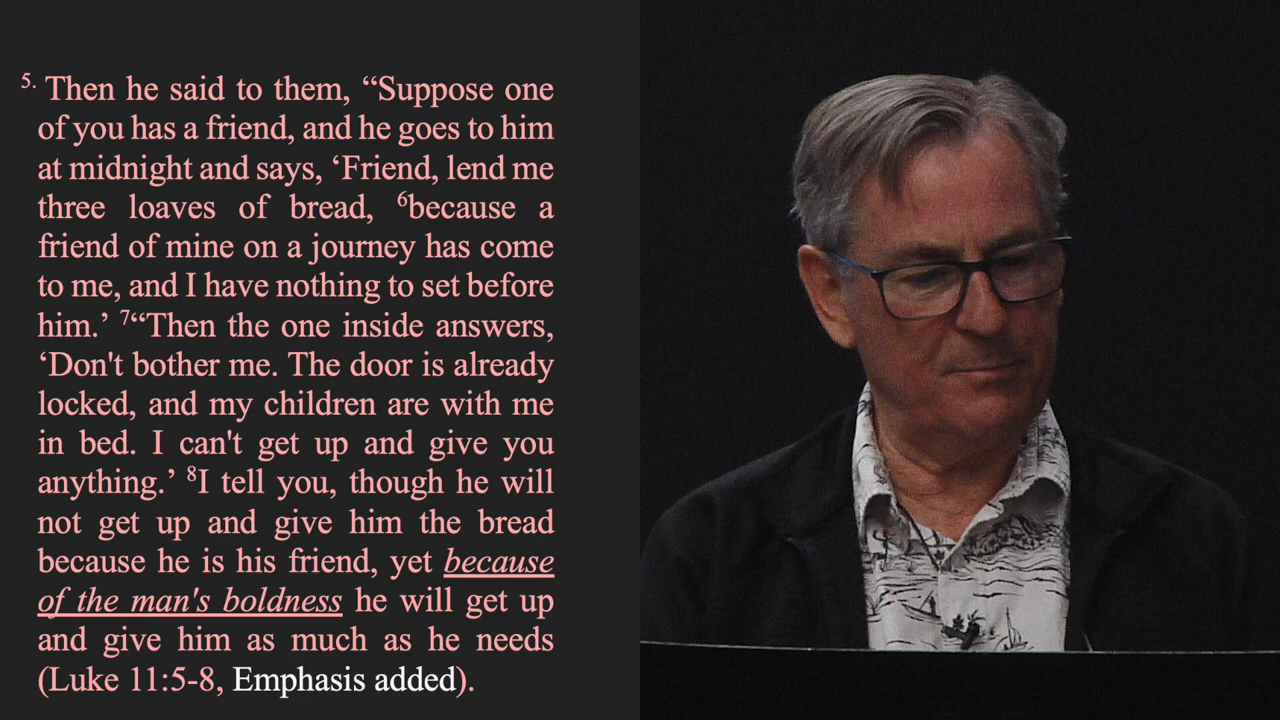 5. Then he said to them, “Suppose one
of you has a friend, and he goes to him
at midnight and says, ‘Friend, lend me
three loaves of bread, 6because a
friend of mine on a journey has come
to me, and I have nothing to set before
him.’ 7“Then the one inside answers,
‘Don't bother me. The door is already
locked, and my children are with me
in bed. I can't get up and give you
anything.’ 8I tell you, though he will
not get up and give him the bread
because he is his friend, yet because
of the man's boldness he will get up
and give him as much as he needs
(Luke 11:5-8, Emphasis added).